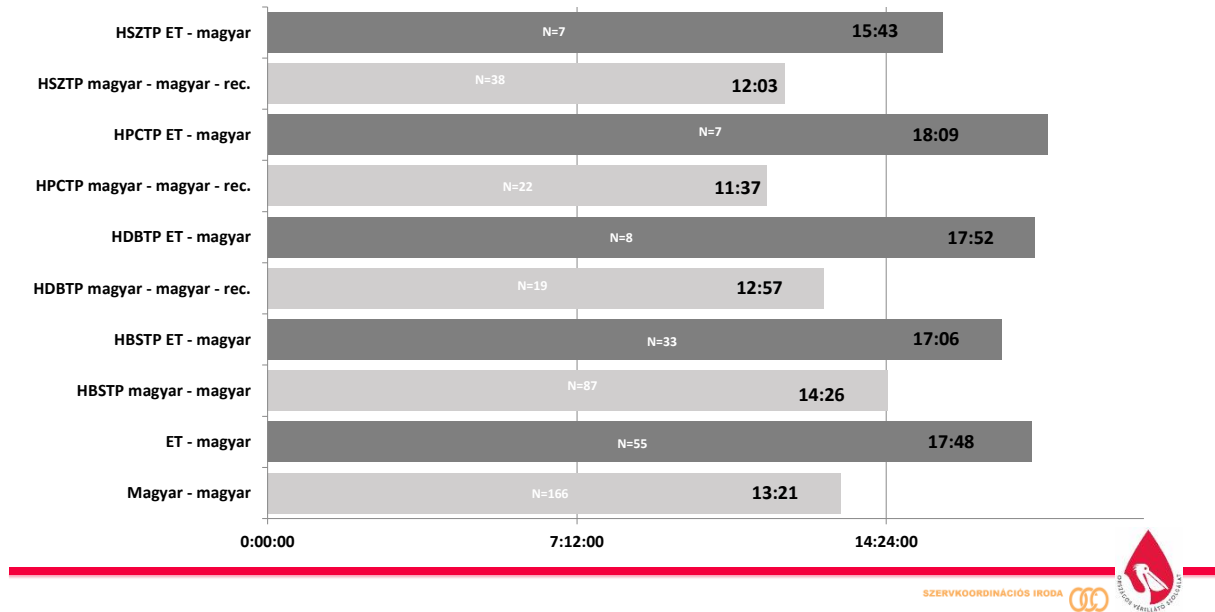 HSZTP ET - magyar N=7 15:43
HSZTP magyar - magyar - rec. N=38 12:03
HPCTP ET - magyar N=7 18:09
HPCTP magyar - magyar - rec. N=22 11:37
HDBTP ET - magyar N=8 17:52
HDBTP magyar - magyar - rec. N=19 12:57
HBSTP ET - magyar N=33 17:06
HBSTP magyar - magyar N=87 14:26
ET - magyar N=55 17:48
Magyar - magyar N=166 13:21
0:00:00 7:12:00 14:24:00
SZERVKOORDINÁCIÓS IRODA
ORSZÁGOS VÉRELLÁTÓ SZOLGÁLAT